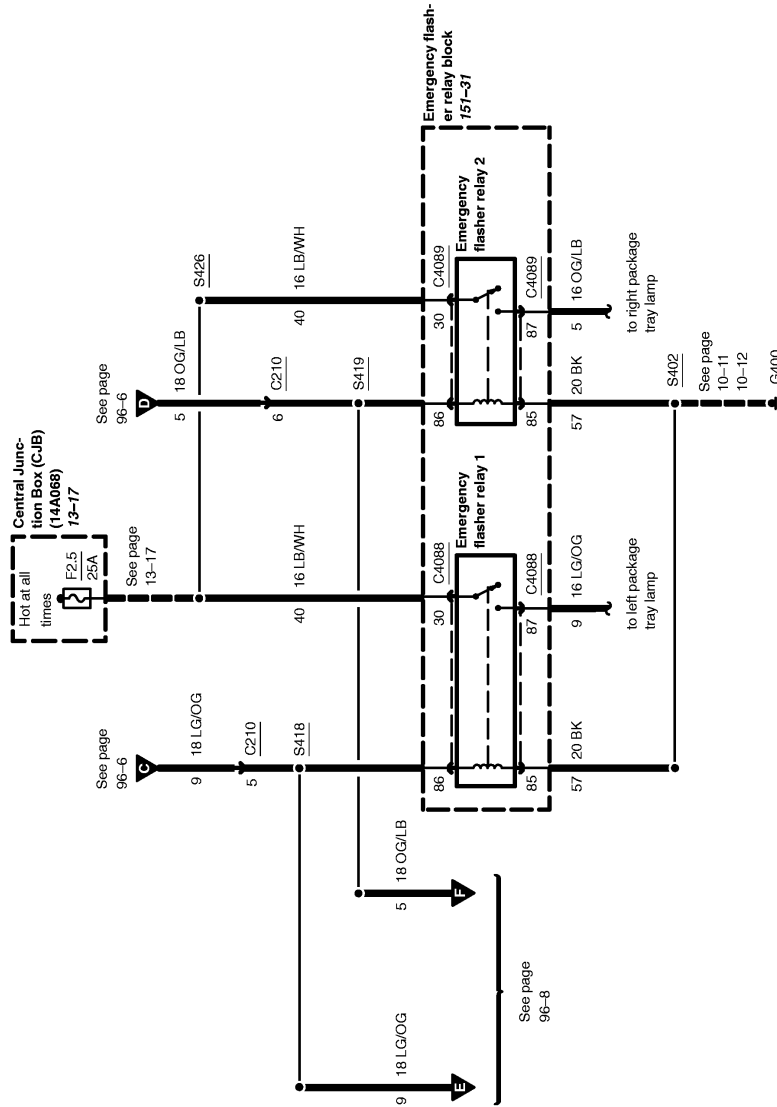 Central Junc-
tion Box (CJB)
(14A068)
13–17
Hot at all
times
F2.5
25A
See page
13–17
See page
96–6
C
9
18 LG/OG
C210
5
S418
See page
96–6
D
5
18 OG/LB
C210
6
S419
S426
40
16 LB/WH
40
16 LB/WH
Emergency flash-
er relay block
151–31
86
30
C4088
Emergency
flasher relay 1
85
87
C4088
86
30
C4089
Emergency
flasher relay 2
85
87
C4089
57
20 BK
9
16 LG/OG
to left package
tray lamp
57
20 BK
5
16 OG/LB
to right package
tray lamp
S402
See page
10–11
10–12
G400
9
18 LG/OG
E
5
18 OG/LB
F
See page
96–8